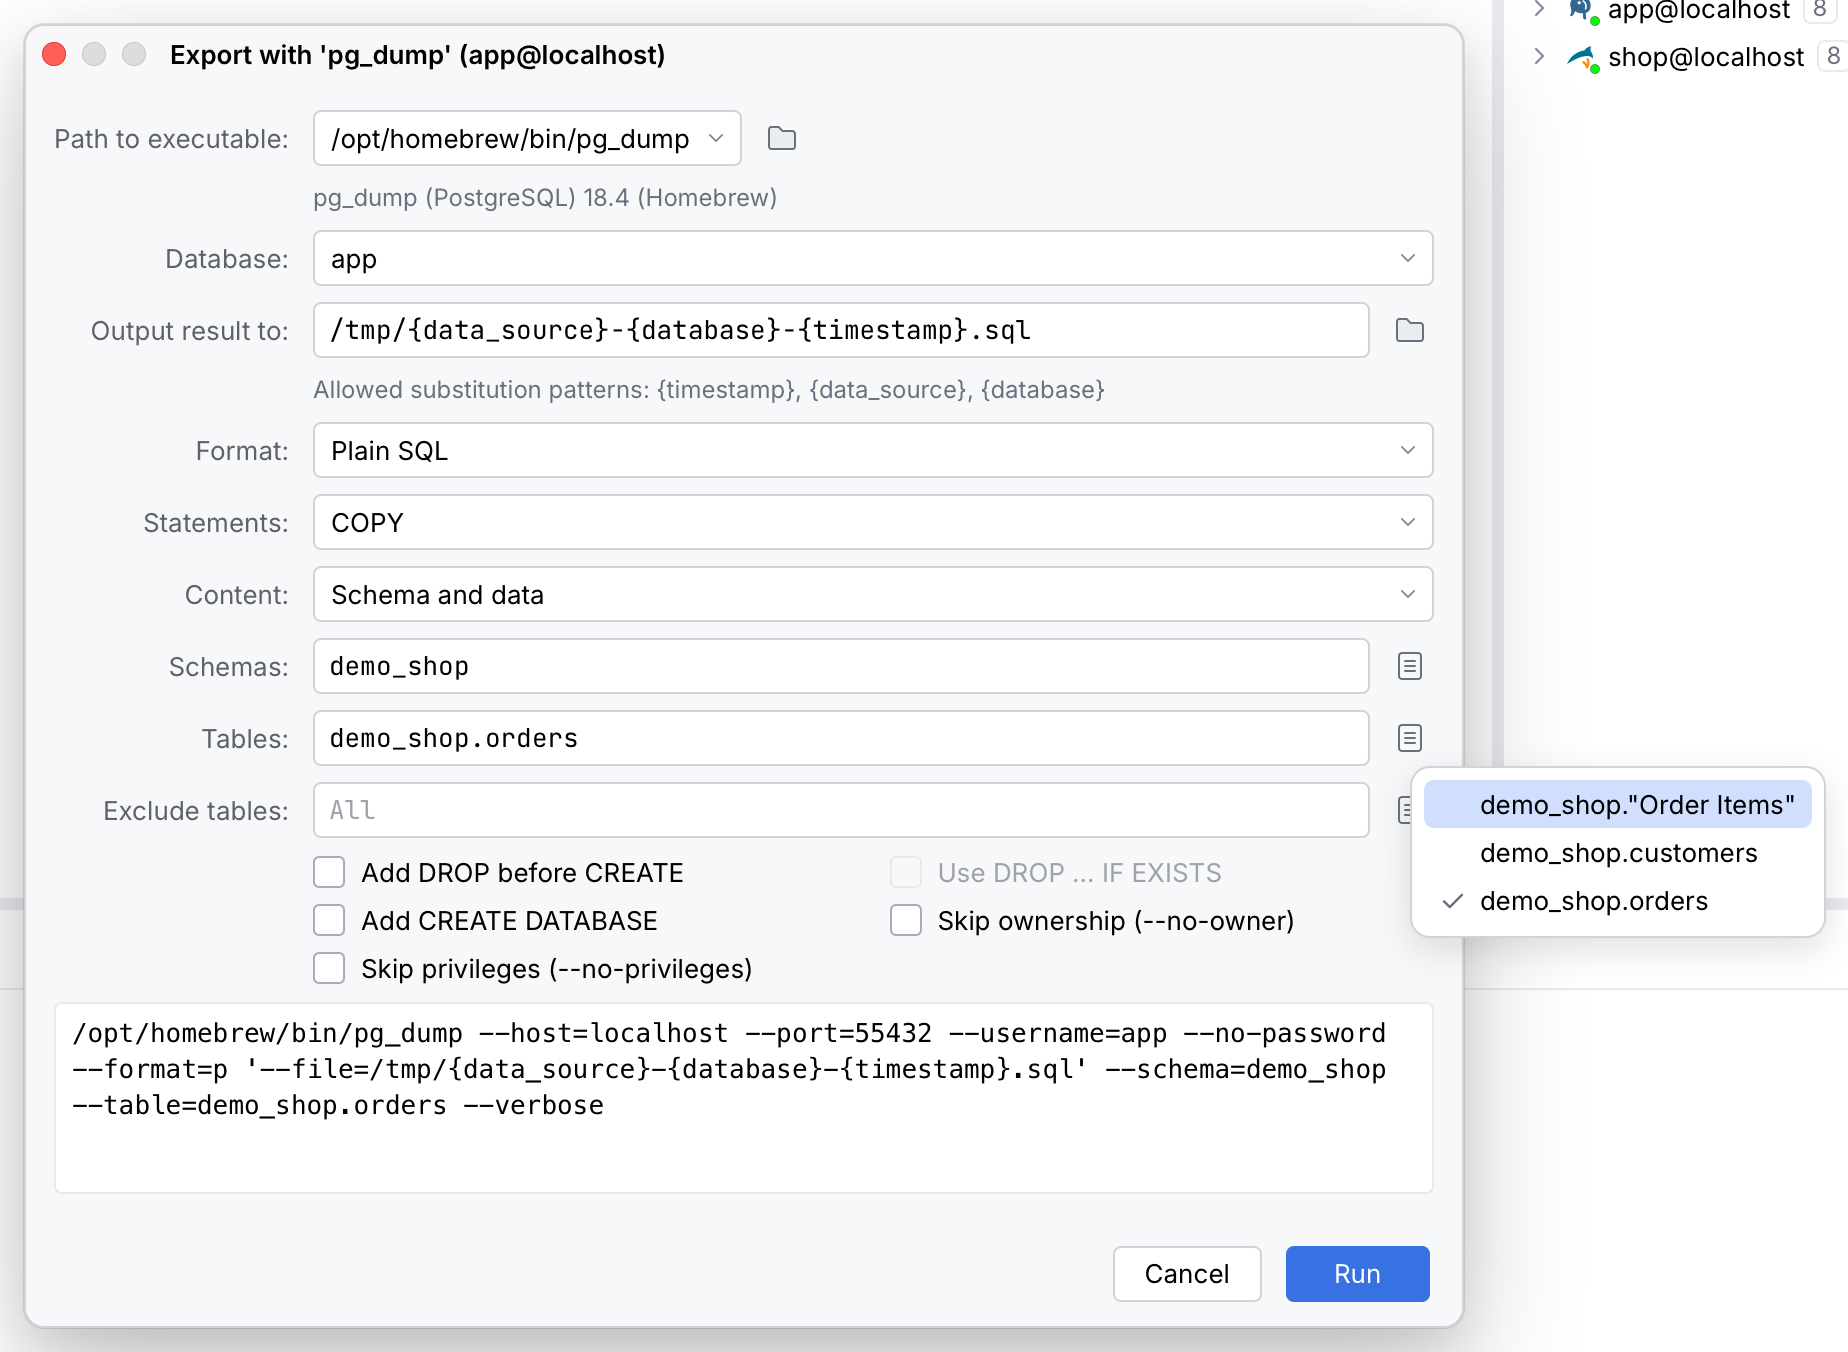 Export with 'pg_dump' (app@localhost)
app@localhost 8
shop@localhost 8
Path to executable: /opt/homebrew/bin/pg_dump
pg_dump (PostgreSQL) 18.4 (Homebrew)
Database: app
Output result to: /tmp/{data_source}-{database}-{timestamp}.sql
Allowed substitution patterns: {timestamp}, {data_source}, {database}
Format: Plain SQL
Statements: COPY
Content: Schema and data
Schemas: demo_shop
Tables: demo_shop.orders
Exclude tables: All
demo_shop."Order Items"
demo_shop.customers
demo_shop.orders
Add DROP before CREATE
Use DROP ... IF EXISTS
Add CREATE DATABASE
Skip ownership (--no-owner)
Skip privileges (--no-privileges)
/opt/homebrew/bin/pg_dump --host=localhost --port=55432 --username=app --no-password
--format=p '--file=/tmp/{data_source}-{database}-{timestamp}.sql' --schema=demo_shop
--table=demo_shop.orders --verbose
Cancel
Run